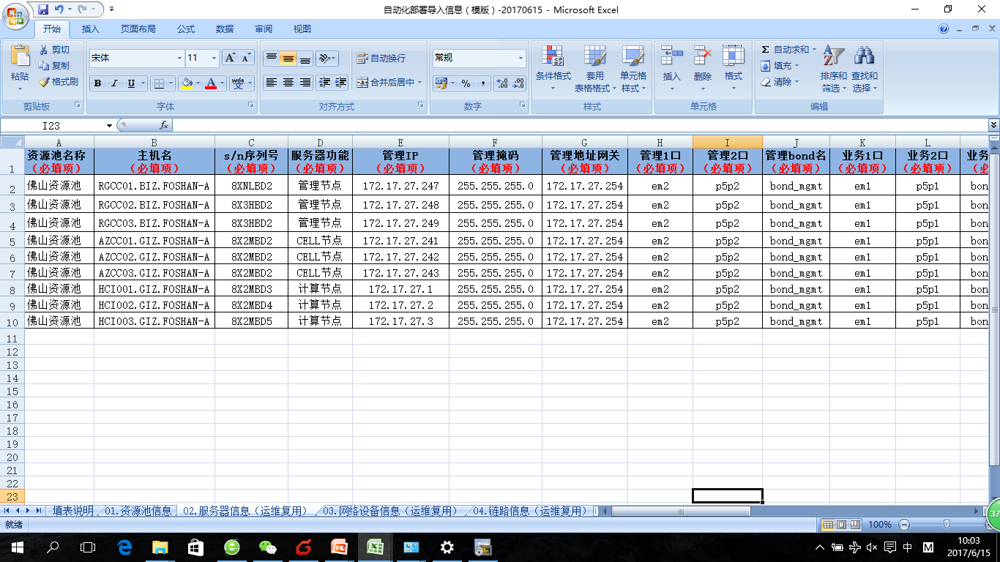 自动化部署导入信息（模版）-20170615 - Microsoft Excel
开始 插入 页面布局 公式 数据 审阅 视图
粘贴 剪切 复制 格式刷 剪贴板
宋体 11 字体
自动换行 合并后居中 对齐方式
常规 数字
条件格式 套用表格格式 单元格样式 样式
插入 删除 格式 单元格
Σ 自动求和 填充 清除 排序和筛选 查找和选择 编辑
I23 fx
A B C D E F G H I J K L
1 资源池名称（必填项） 主机名（必填项） s/n序列号（必填项） 服务器功能（必填项） 管理IP（必填项） 管理掩码（必填项） 管理地址网关（必填项） 管理1口（必填项） 管理2口（必填项） 管理bond名（必填项） 业务1口（必填项） 业务2口（必填项） 业务
2 佛山资源池 RGCC01.BIZ.FOSHAN-A 8XNLBD2 管理节点 172.17.27.247 255.255.255.0 172.17.27.254 em2 p5p2 bond_mgmt em1 p5p1 bon
3 佛山资源池 RGCC02.BIZ.FOSHAN-A 8X3HBD2 管理节点 172.17.27.248 255.255.255.0 172.17.27.254 em2 p5p2 bond_mgmt em1 p5p1 bon
4 佛山资源池 RGCC03.BIZ.FOSHAN-A 8X3HBD2 管理节点 172.17.27.249 255.255.255.0 172.17.27.254 em2 p5p2 bond_mgmt em1 p5p1 bon
5 佛山资源池 AZCC01.GIZ.FOSHAN-A 8X2MBD2 CELL节点 172.17.27.241 255.255.255.0 172.17.27.254 em2 p5p2 bond_mgmt em1 p5p1 bon
6 佛山资源池 AZCC02.GIZ.FOSHAN-A 8X2MBD2 CELL节点 172.17.27.242 255.255.255.0 172.17.27.254 em2 p5p2 bond_mgmt em1 p5p1 bon
7 佛山资源池 AZCC03.GIZ.FOSHAN-A 8X2MBD2 CELL节点 172.17.27.243 255.255.255.0 172.17.27.254 em2 p5p2 bond_mgmt em1 p5p1 bon
8 佛山资源池 HCI001.GIZ.FOSHAN-A 8X2MBD3 计算节点 172.17.27.1 255.255.255.0 172.17.27.254 em2 p5p2 bond_mgmt em1 p5p1 bon
9 佛山资源池 HCI002.GIZ.FOSHAN-A 8X2MBD4 计算节点 172.17.27.2 255.255.255.0 172.17.27.254 em2 p5p2 bond_mgmt em1 p5p1 bon
10 佛山资源池 HCI003.GIZ.FOSHAN-A 8X2MBD5 计算节点 172.17.27.3 255.255.255.0 172.17.27.254 em2 p5p2 bond_mgmt em1 p5p1 bon
11
12
13
14
15
16
17
18
19
20
21
22
23
填表说明 01.资源池信息 02.服务器信息（运维复用） 03.网络设备信息（运维复用） 04.链路信息（运维复用）
37
就绪 100%
中 M 10:03
2017/6/15